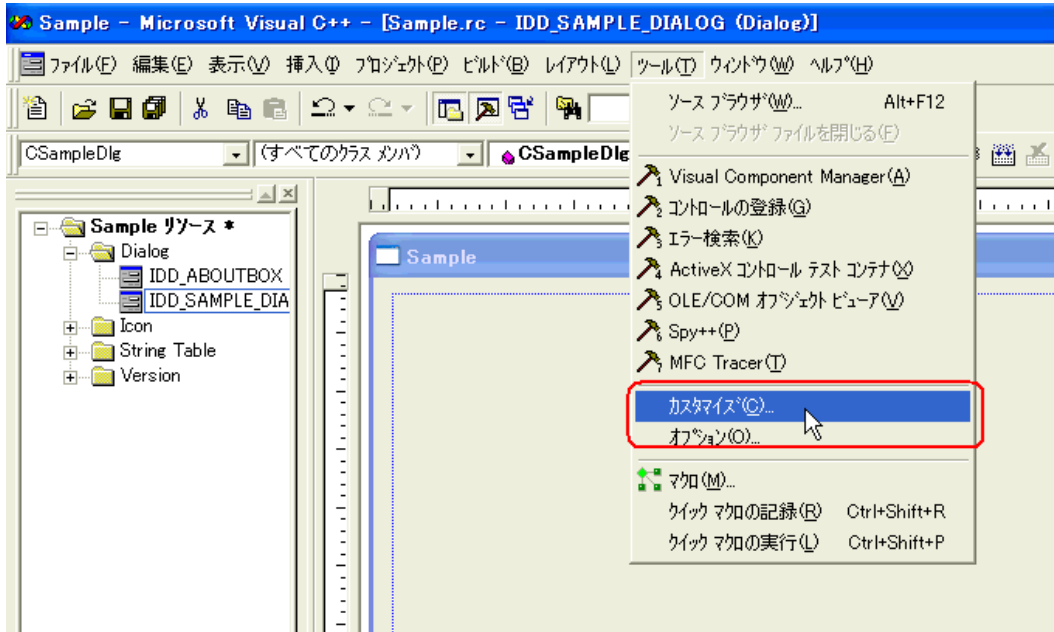 Sample - Microsoft Visual C++ - [Sample.rc - IDD_SAMPLE_DIALOG (Dialog)]
ファイル(F) 編集(E) 表示(V) 挿入(I) プロジェクト(P) ビルド(B) レイアウト(L) ツール(T) ウィンドウ(W) ヘルプ(H)
ソース ブラウザ(W)... Alt+F12
ソース ブラウザ ファイルを閉じる(F)
CSampleDlg (すべてのクラス メンバ) CSampleDlg
Visual Component Manager(A)
コントロールの登録(G)
エラー検索(K)
ActiveX コントロール テスト コンテナ(X)
OLE/COM オブジェクト ビューア(V)
Spy++(P)
MFC Tracer(T)
カスタマイズ(C)...
オプション(O)...
マクロ(M)...
クイック マクロの記録(R) Ctrl+Shift+R
クイック マクロの実行(L) Ctrl+Shift+P
Sample リソース *
Dialog
IDD_ABOUTBOX
IDD_SAMPLE_DIA
Icon
String Table
Version
Sample